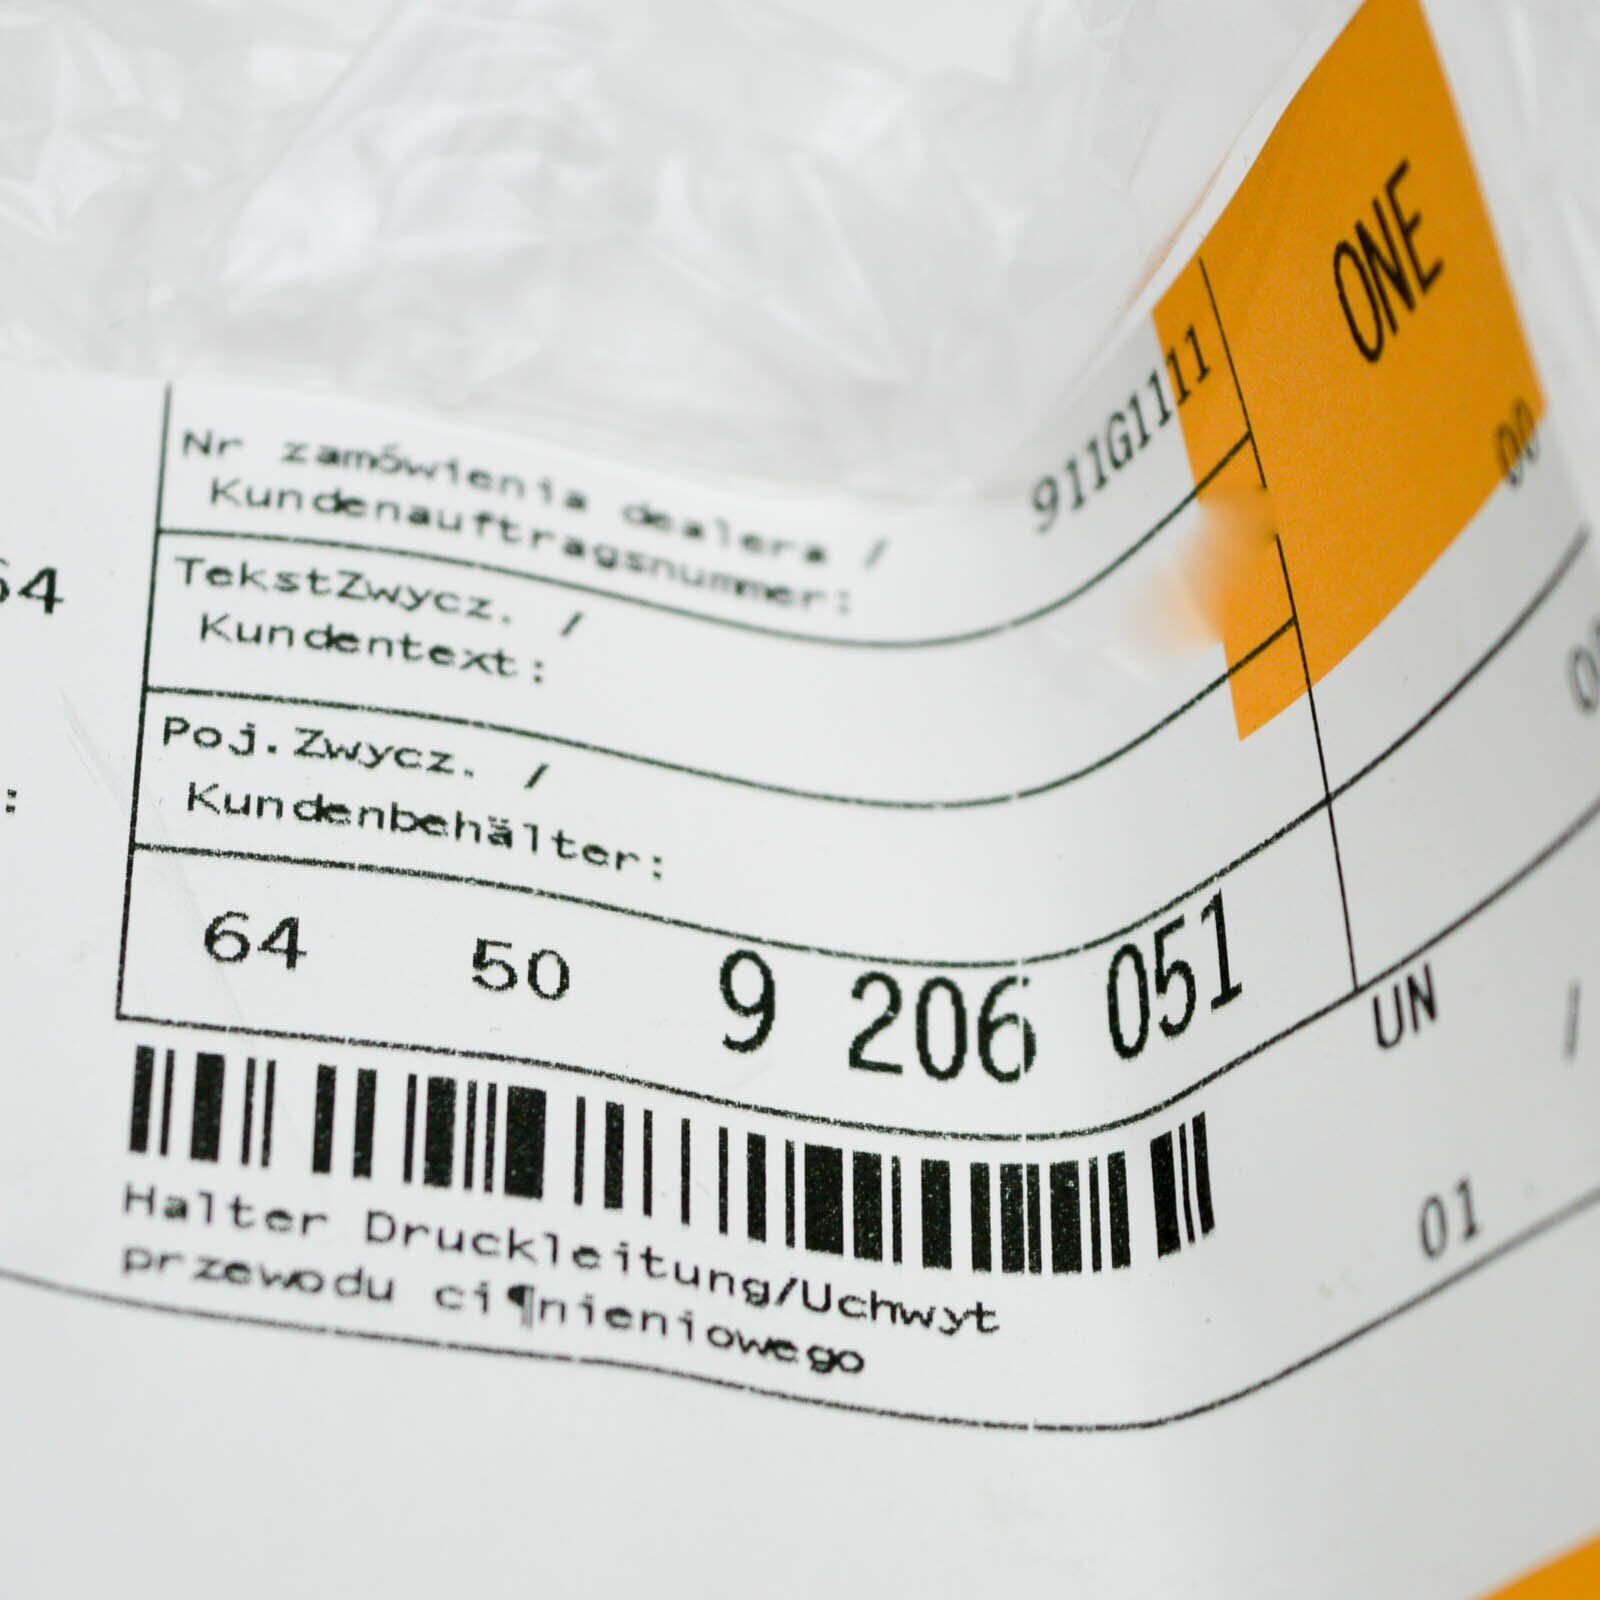 ONE
911G1111
00
Nr zamówienia dealera /
Kundenauftragsnummer:
64
TekstZwycz. /
Kundentext:
Poj.Zwycz. /
Kundenbehälter:
:
64 50 9 206 051
UN /
01
Halter Druckleitung/Uchwyt
przewodu ci¶nieniowego